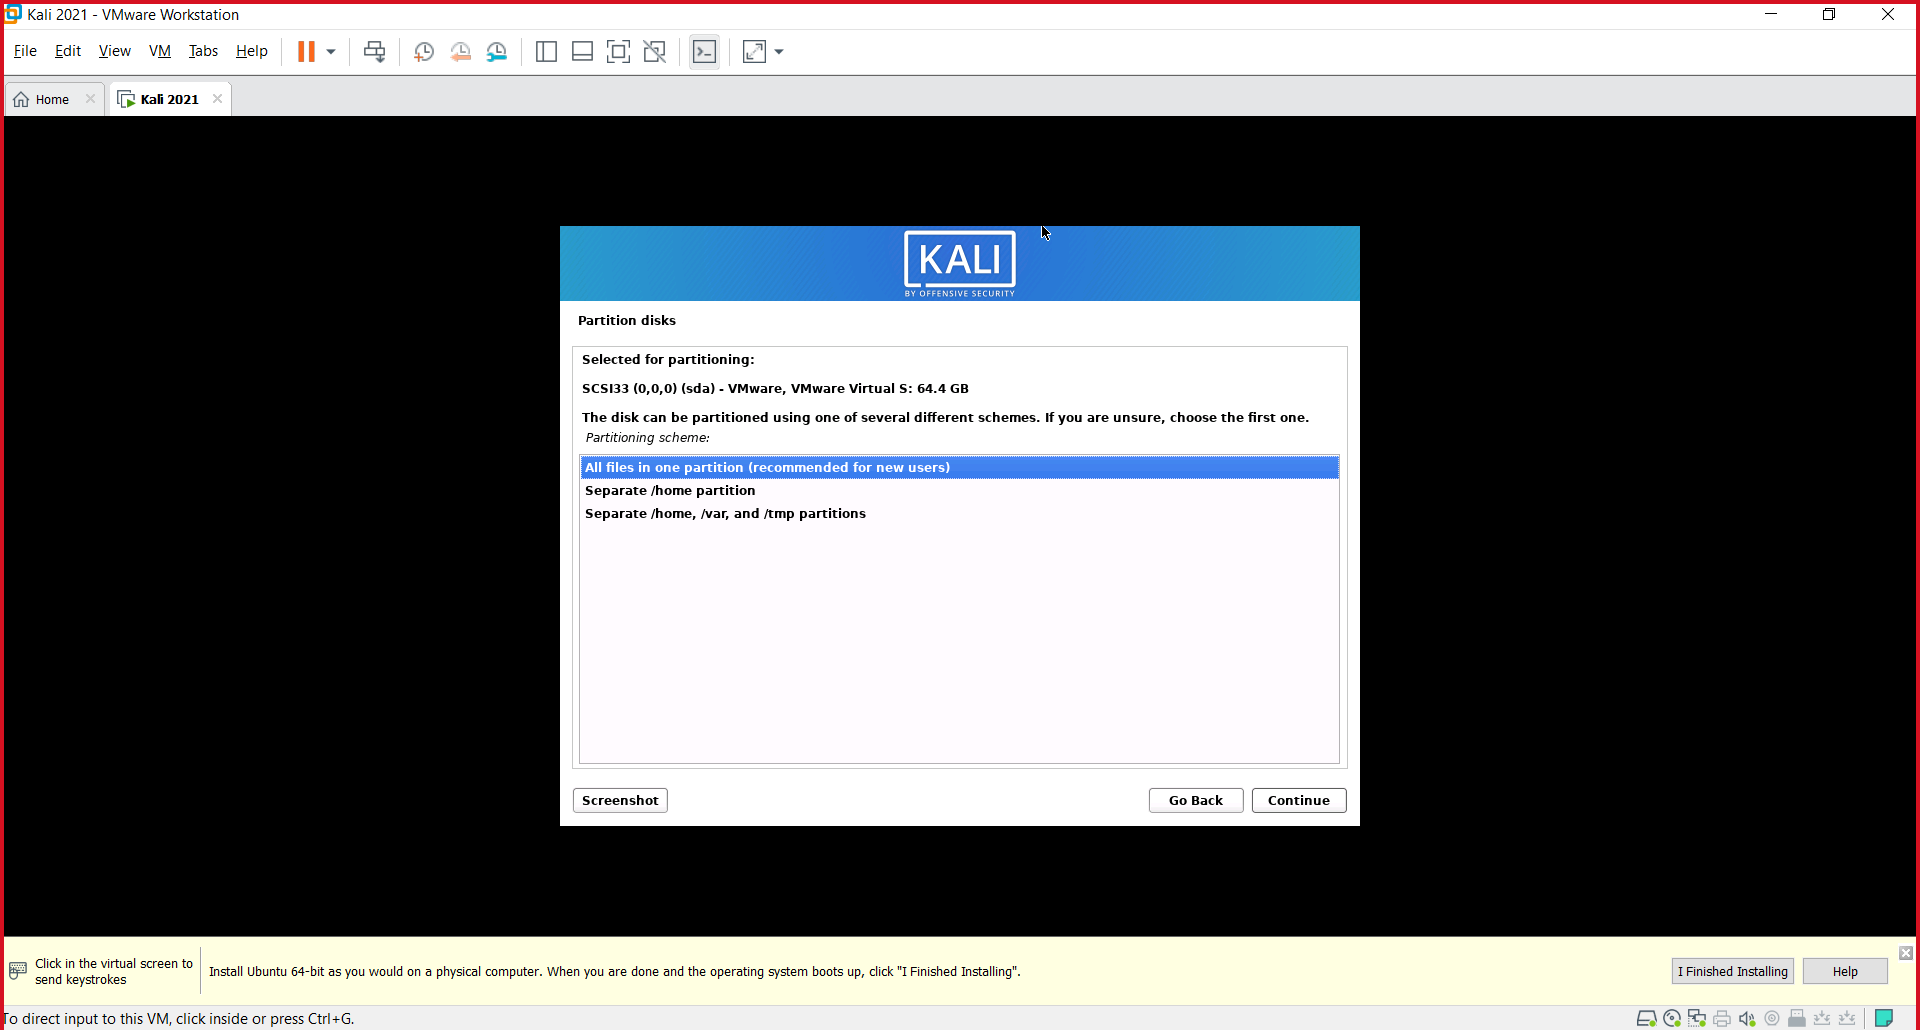 Kali 2021 - VMware Workstation
File Edit View VM Tabs Help
Home Kali 2021
KALI
BY OFFENSIVE SECURITY
Partition disks
Selected for partitioning:
SCSI33 (0,0,0) (sda) - VMware, VMware Virtual S: 64.4 GB
The disk can be partitioned using one of several different schemes. If you are unsure, choose the first one.
Partitioning scheme:
All files in one partition (recommended for new users)
Separate /home partition
Separate /home, /var, and /tmp partitions
Screenshot Go Back Continue
Click in the virtual screen to
send keystrokes
Install Ubuntu 64-bit as you would on a physical computer. When you are done and the operating system boots up, click "I Finished Installing".
I Finished Installing Help
To direct input to this VM, click inside or press Ctrl+G.